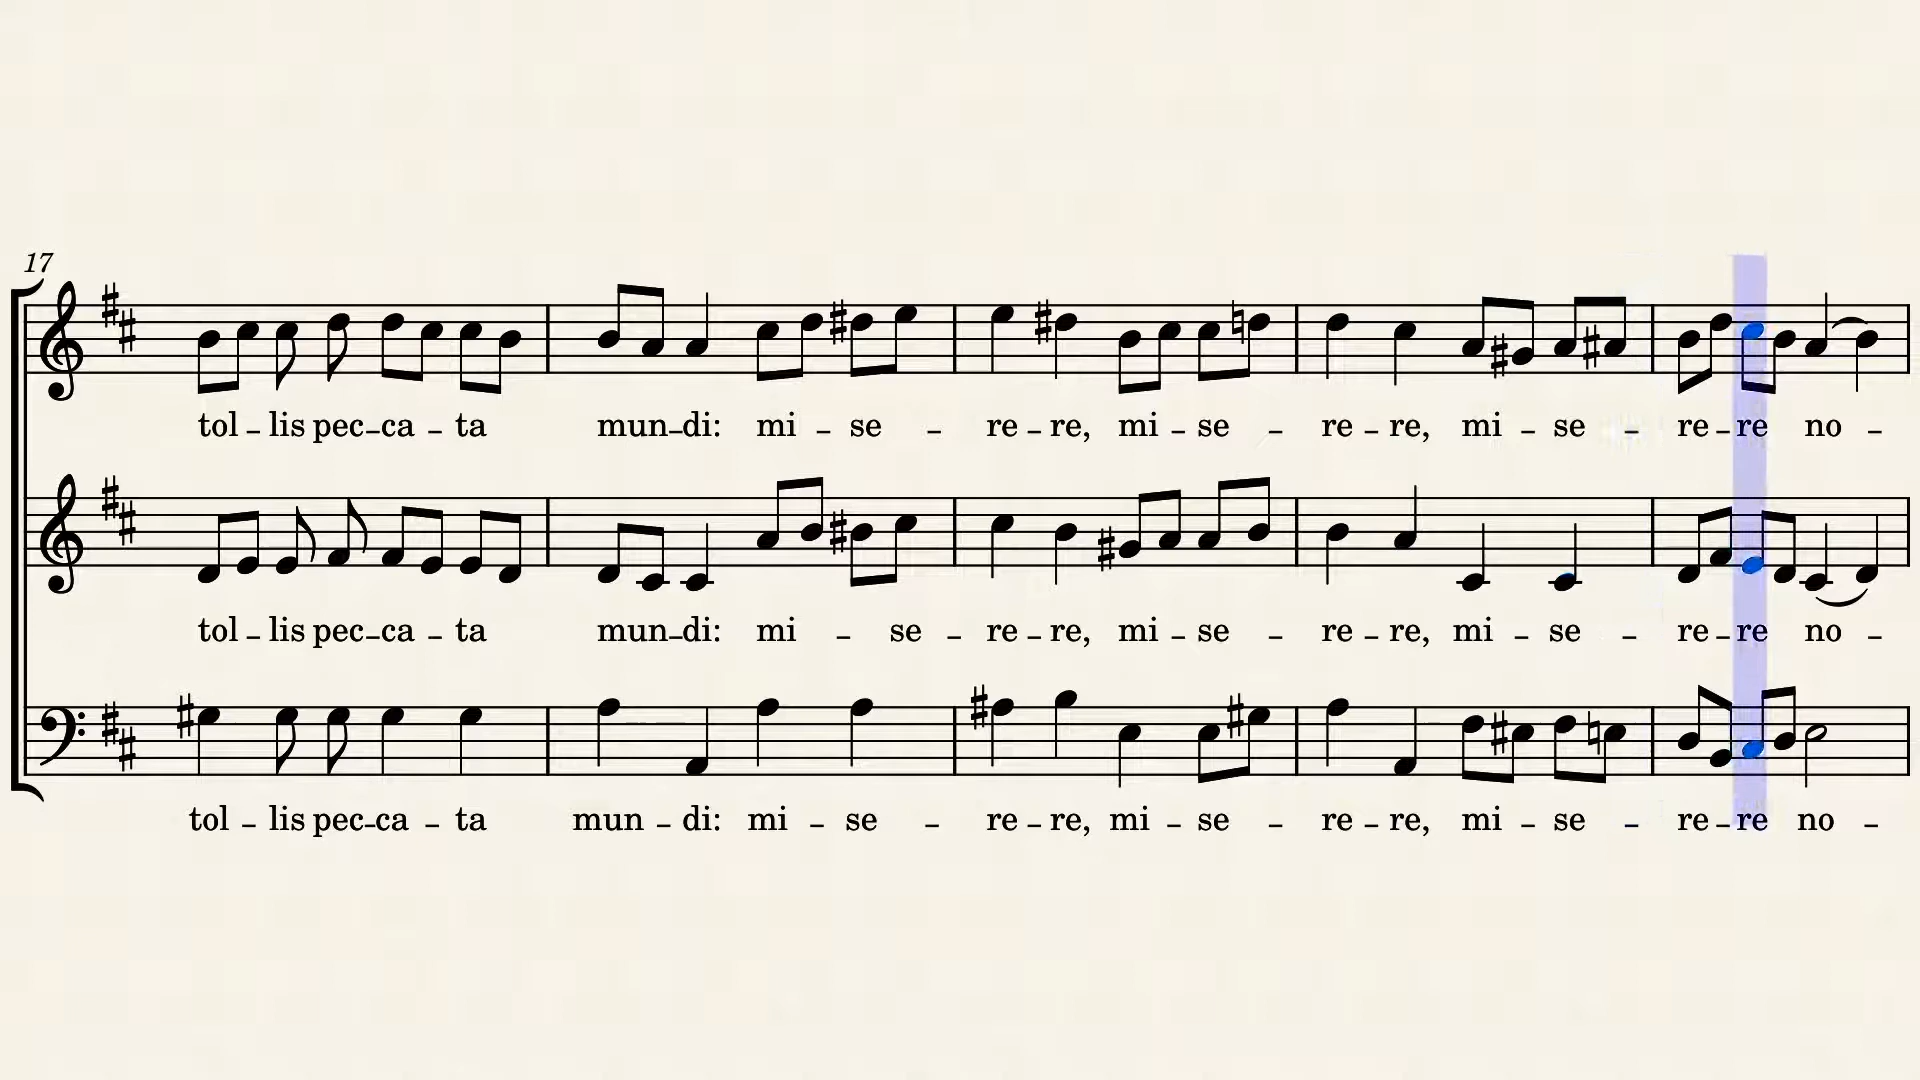 17
tol – lis pec–ca – ta mun–di: mi – se – re – re, mi – se – re – re, mi – se – re – re no –
tol – lis pec–ca – ta mun–di: mi – se – re – re, mi – se – re – re, mi – se – re – re no –
tol – lis pec–ca – ta mun – di: mi – se – re – re, mi – se – re – re, mi – se – re – re no –